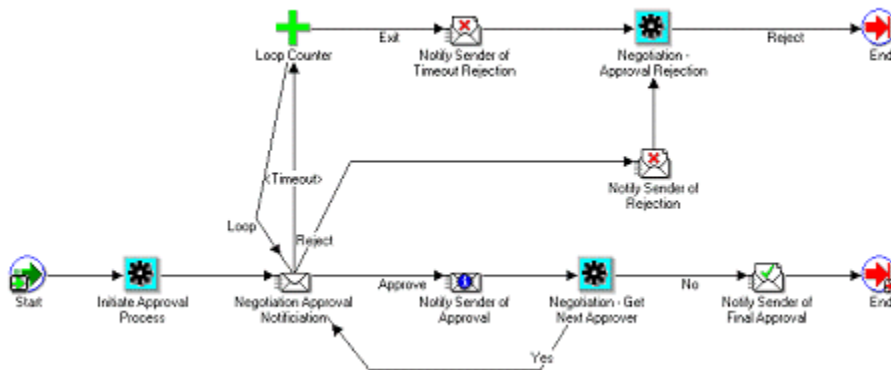 Loop Counter
Exit
Notify Sender of
Timeout Rejection
Negotiation -
Approval Rejection
Reject
End
<Timeout>
Notify Sender of
Rejection
Loop
Reject
Start
Initiate Approval
Process
Negotiation Approval
Notificiation
Approve
Notify Sender of
Approval
Negotiation - Get
Next Approver
No
Notify Sender of
Final Approval
End
Yes